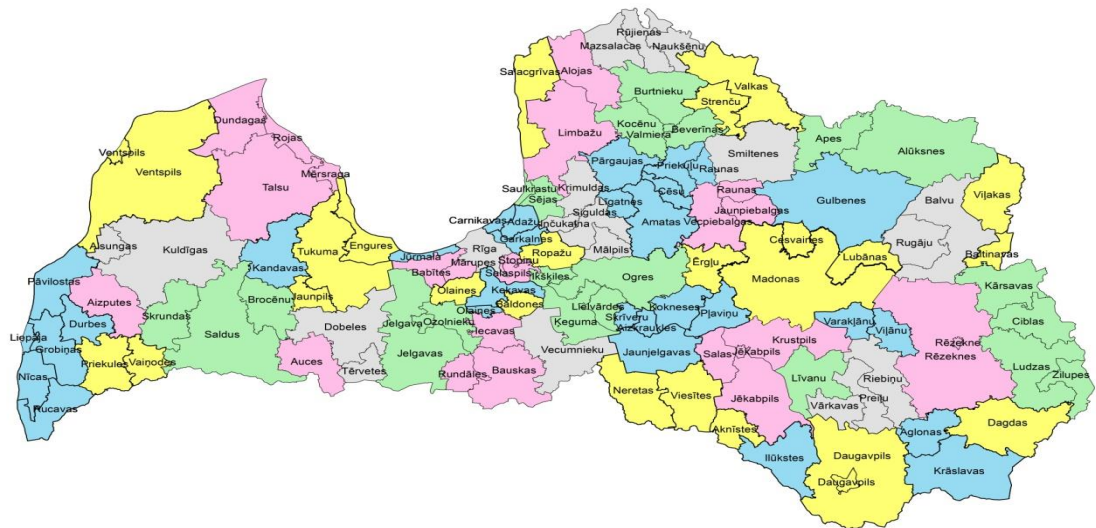 Rūjienas
Mazsalacas
Naukšēnu
Salacgrīvas
Alojas
Valkas
Burtnieku
Strenču
Dundagas
Kocēnu
Valmiera
Beverīnas
Limbažu
Rojas
Apes
Alūksnes
Ventspils
Ventspils
Pārgaujas
Priekuļu
Raunas
Smiltenes
Mērsraga
Talsu
Saulkrastu
Krimuldas
Sējas
Līgatnes
Cēsu
Raunas
Gulbenes
Viļakas
Siguldas
Amatas
Jaunpiebalgas
Vecpiebalgas
Balvu
Carnikavas
Ādažu
Inčukalna
Garkalnes
Alsungas
Kuldīgas
Tukuma
Engures
Rīga
Mālpils
Ropažu
Rugāju
Cesvaines
Lubānas
Baltinavas
Jūrmala
Mārupes
Stopiņu
Ērgļu
Kandavas
Babītes
Salaspils
Ikšķiles
Ogres
Madonas
Pāvilostas
Kārsavas
Aizputes
Jaunpils
Olaines
Ķekavas
Baldones
Brocēnu
Skrundas
Lielvārdes
Kokneses
Pļaviņu
Olaines
Skrīveru
Ķeguma
Aizkraukles
Varakļānu
Viļānu
Ciblas
Durbes
Saldus
Dobeles
Jelgava
Ozolnieku
Iecavas
Liepāja
Grobiņas
Krustpils
Rēzekne
Rēzeknes
Jelgavas
Vecumnieku
Jaunjelgavas
Salas
Jēkabpils
Priekules
Vaiņodes
Auces
Tērvetes
Rundāles
Bauskas
Līvānu
Riebiņu
Ludzas
Zilupes
Nīcas
Neretas
Viesītes
Jēkabpils
Preiļu
Vārkavas
Rucavas
Aknīstes
Aglonas
Dagdas
Ilūkstes
Daugavpils
Daugavpils
Krāslavas